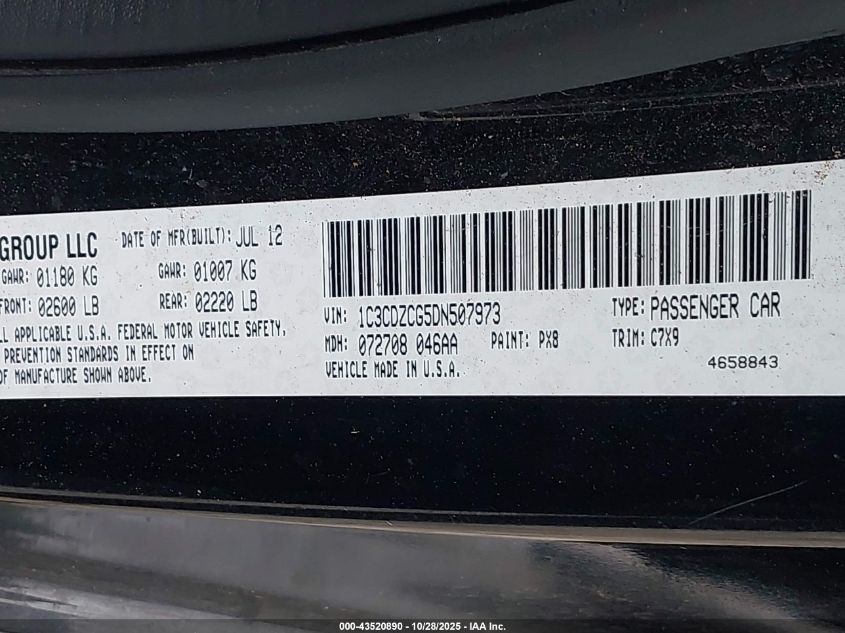 GROUP LLC DATE OF MFR(BUILT): JUL 12
GAWR: 01180 KG GAWR: 01007 KG
FRONT: 02600 LB REAR: 02220 LB
APPLICABLE U.S.A. FEDERAL MOTOR VEHICLE SAFETY,
PREVENTION STANDARDS IN EFFECT ON
OF MANUFACTURE SHOWN ABOVE.
VIN: 1C3CDZCG5DN507973 TYPE: PASSENGER CAR
MDH: 072708 046AA PAINT: PX8 TRIM: C7X9
VEHICLE MADE IN U.S.A.
4658843
000-43520890 - 10/28/2025 - IAA Inc.